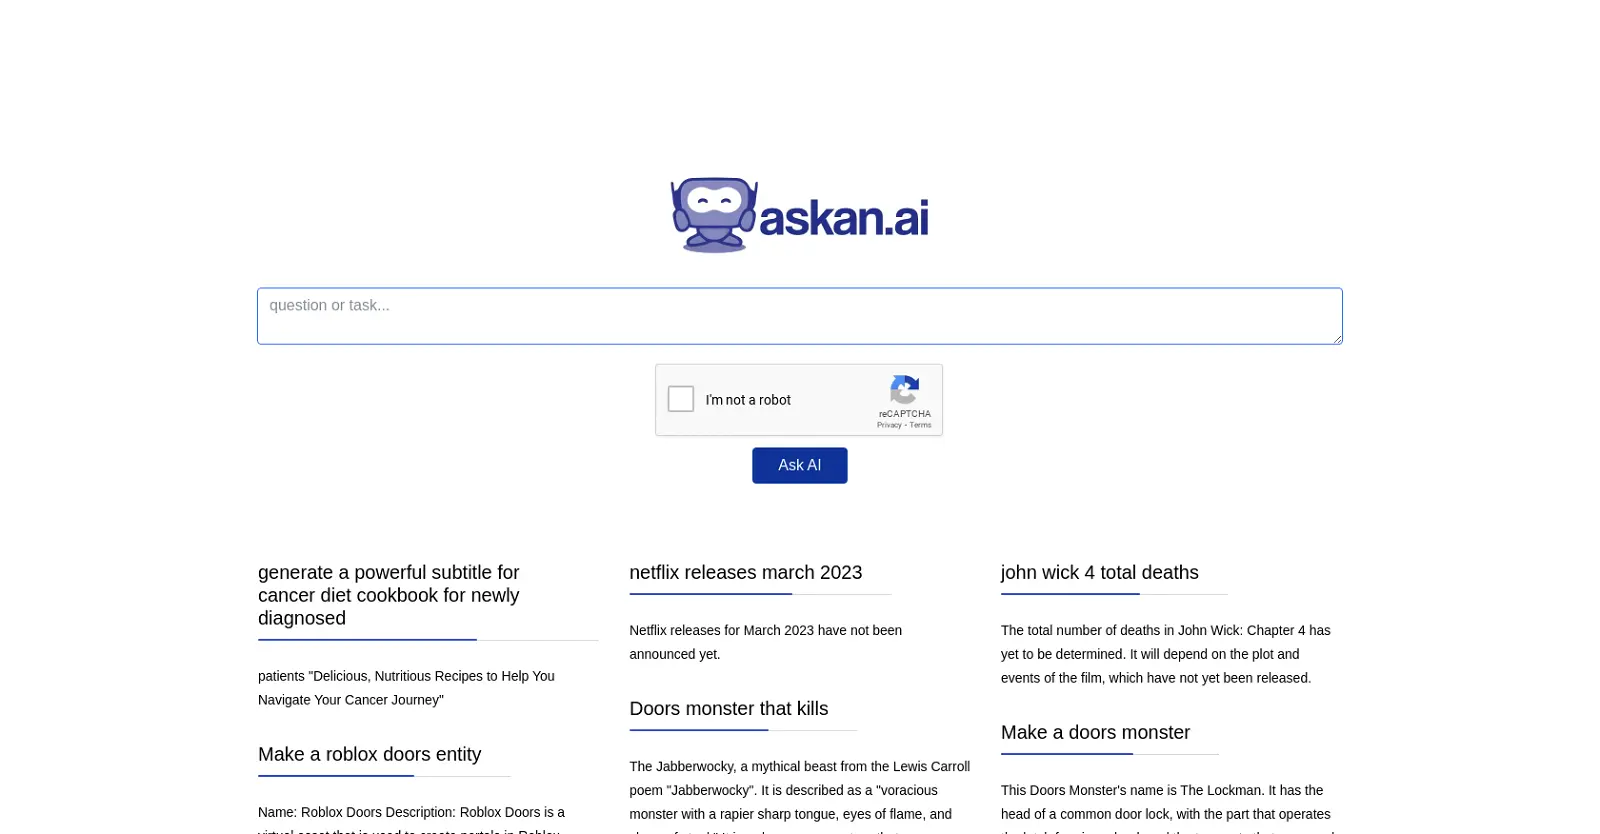 askan.ai
question or task...
I'm not a robot
reCAPTCHA
Privacy - Terms
Ask AI
generate a powerful subtitle for
cancer diet cookbook for newly
diagnosed
patients "Delicious, Nutritious Recipes to Help You
Navigate Your Cancer Journey"
Make a roblox doors entity
Name: Roblox Doors Description: Roblox Doors is a
netflix releases march 2023
Netflix releases for March 2023 have not been
announced yet.
Doors monster that kills
The Jabberwocky, a mythical beast from the Lewis Carroll
poem "Jabberwocky". It is described as a "voracious
monster with a rapier sharp tongue, eyes of flame, and
john wick 4 total deaths
The total number of deaths in John Wick: Chapter 4 has
yet to be determined. It will depend on the plot and
events of the film, which have not yet been released.
Make a doors monster
This Doors Monster's name is The Lockman. It has the
head of a common door lock, with the part that operates